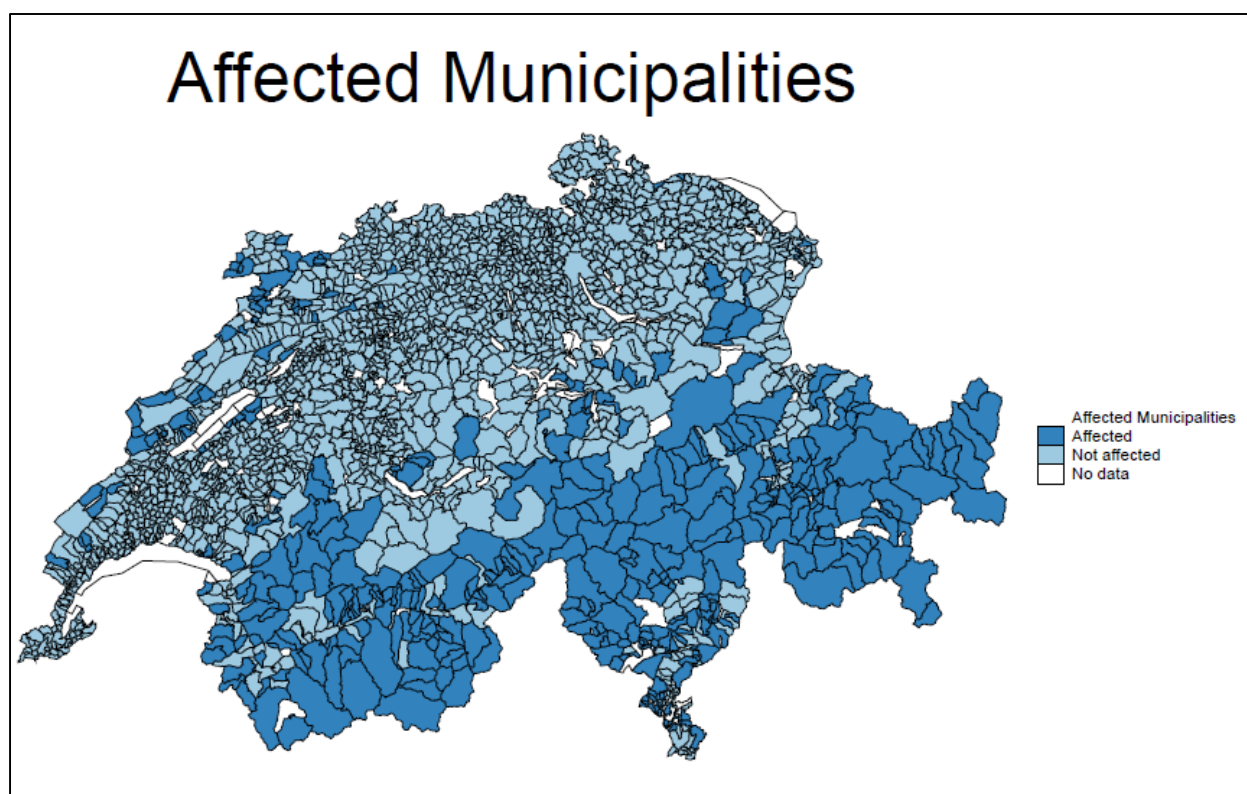 Affected Municipalities
Affected Municipalities
Affected
Not affected
No data